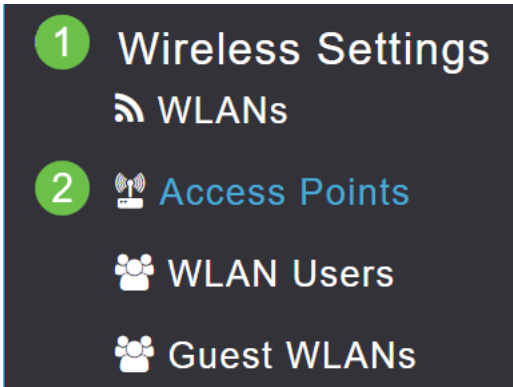 1 Wireless Settings
WLANs
2 Access Points
WLAN Users
Guest WLANs